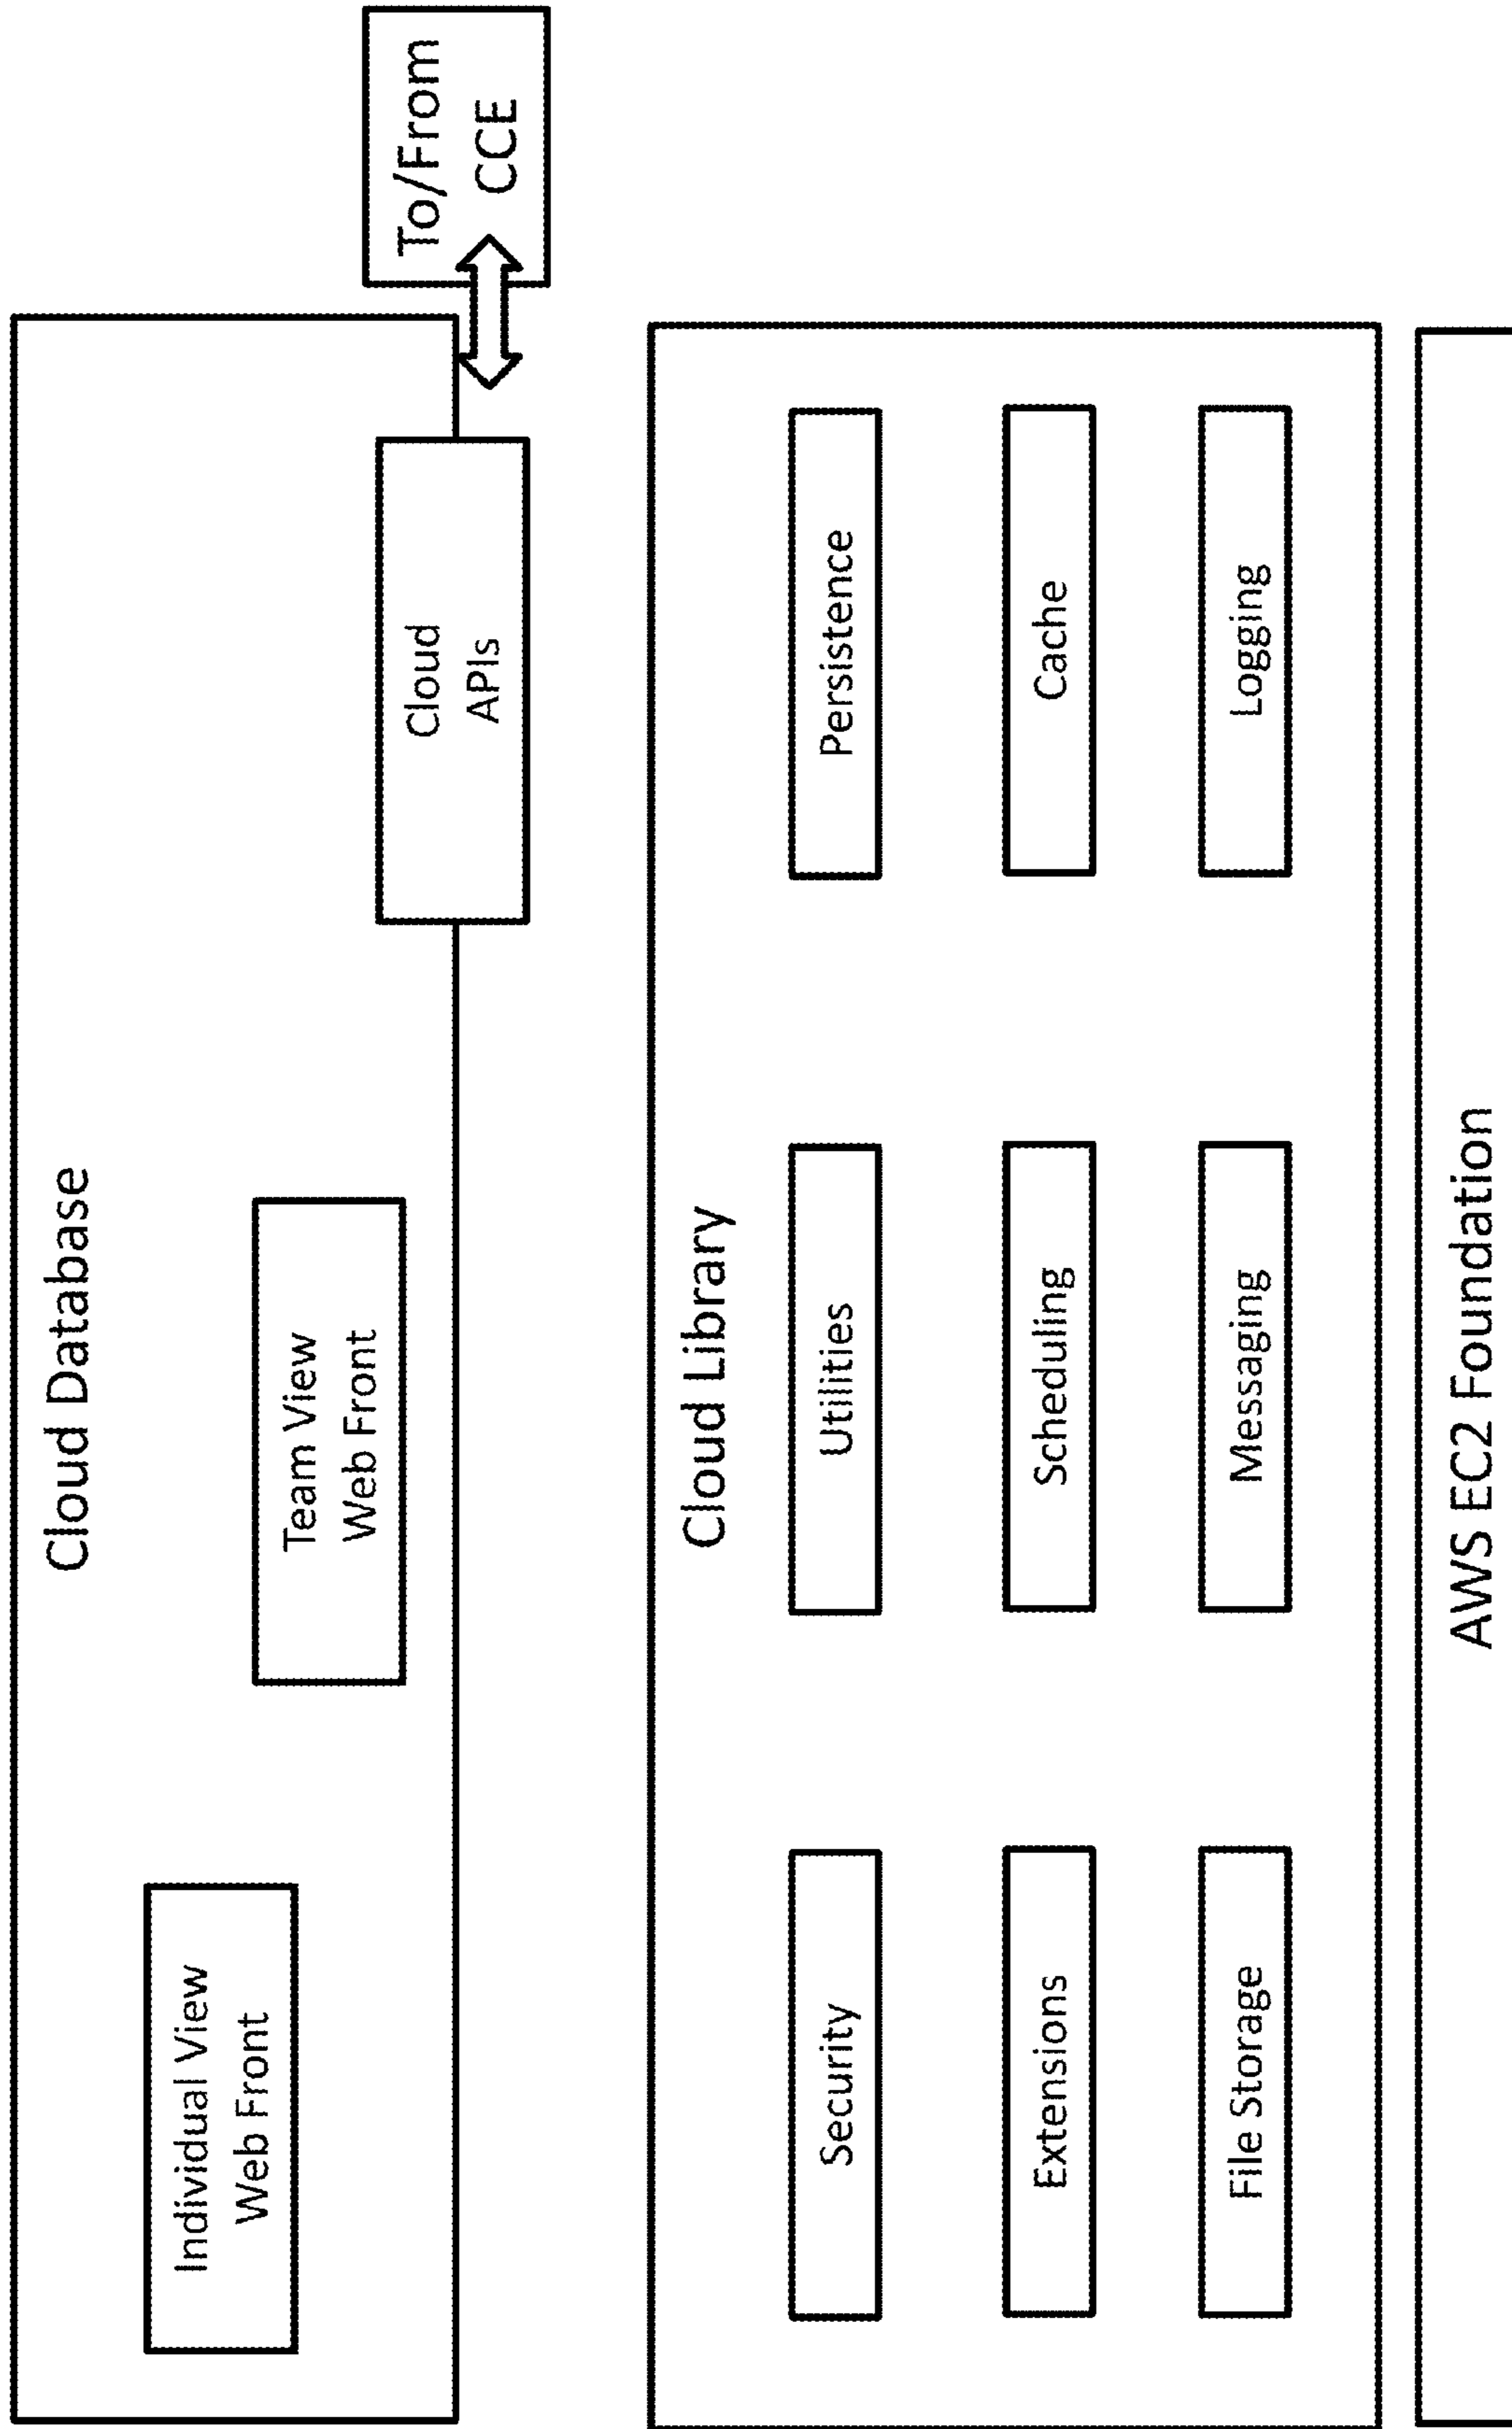 Cloud Database
Individual View
Web Front
Team View
Web Front
Cloud
APIs
To/From
CCE
Cloud Library
Security
Utilities
Persistence
Extensions
Scheduling
Cache
File Storage
Messaging
Logging
AWS EC2 Foundation